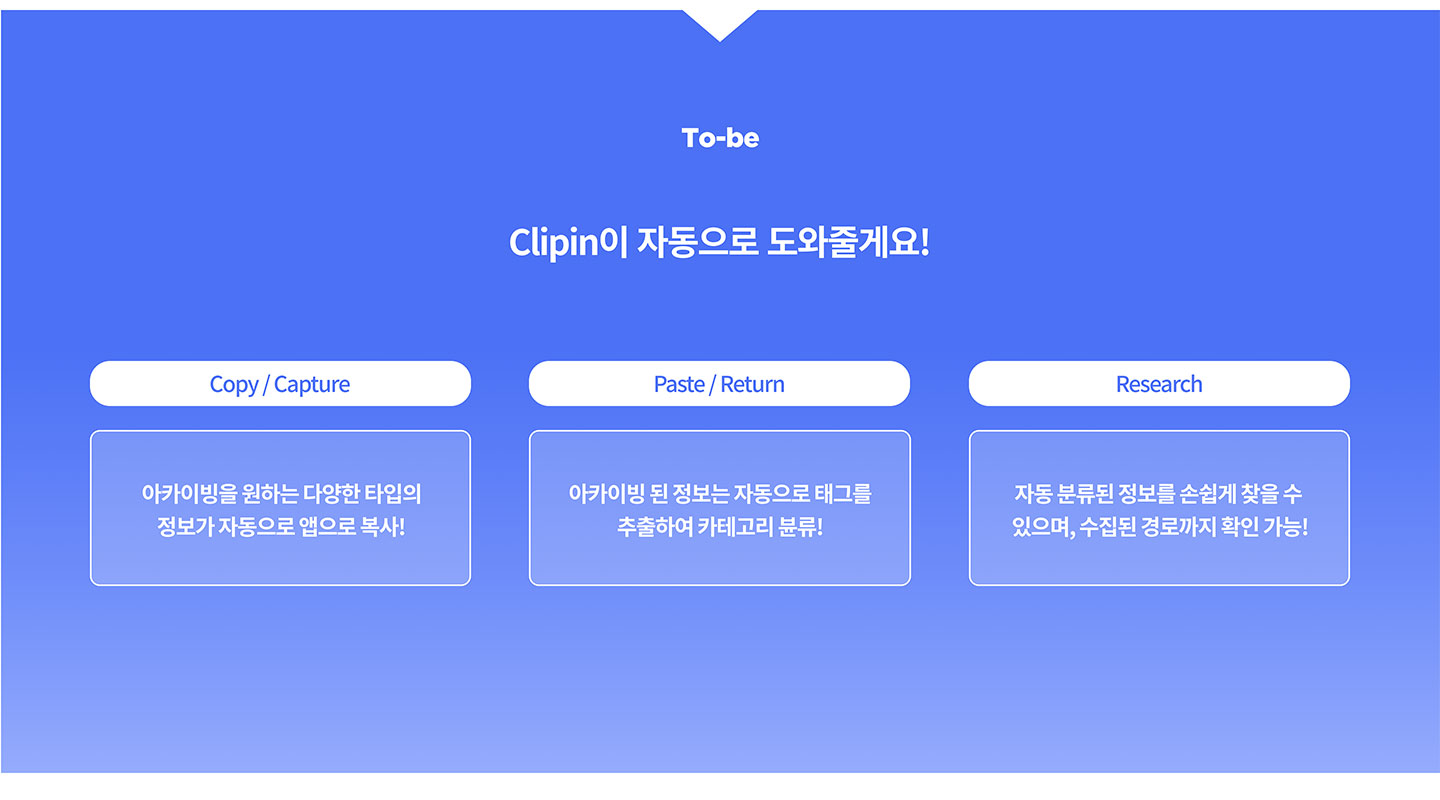 To-be
Clipin이 자동으로 도와줄게요!
Copy / Capture
아카이빙을 원하는 다양한 타입의
정보가 자동으로 앱으로 복사!
Paste / Return
아카이빙 된 정보는 자동으로 태그를
추출하여 카테고리 뷴류!
Research
자동 분류된 정보를 손쉽게 찾을 수
있으며, 수집된 경로까지 확인 가능!